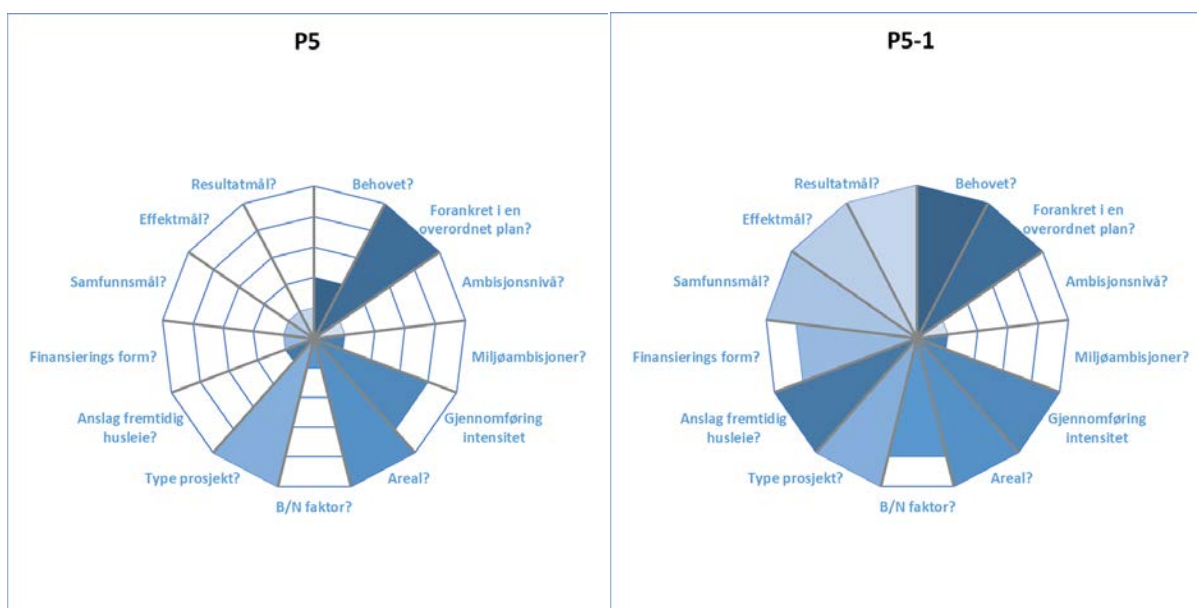 P5
Resultatmål?
Behovet?
Effektmål?
Forankret i en
overordnet plan?
Samfunnsmål?
Ambisjonsnivå?
Finansierings form?
Miljøambisjoner?
Anslag fremtidig
husleie?
Gjennomføring
intensitet
Type prosjekt?
Areal?
B/N faktor?
P5-1
Resultatmål?
Behovet?
Effektmål?
Forankret i en
overordnet plan?
Samfunnsmål?
Ambisjonsnivå?
Finansierings form?
Miljøambisjoner?
Anslag fremtidig
husleie?
Gjennomføring
intensitet
Type prosjekt?
Areal?
B/N faktor?